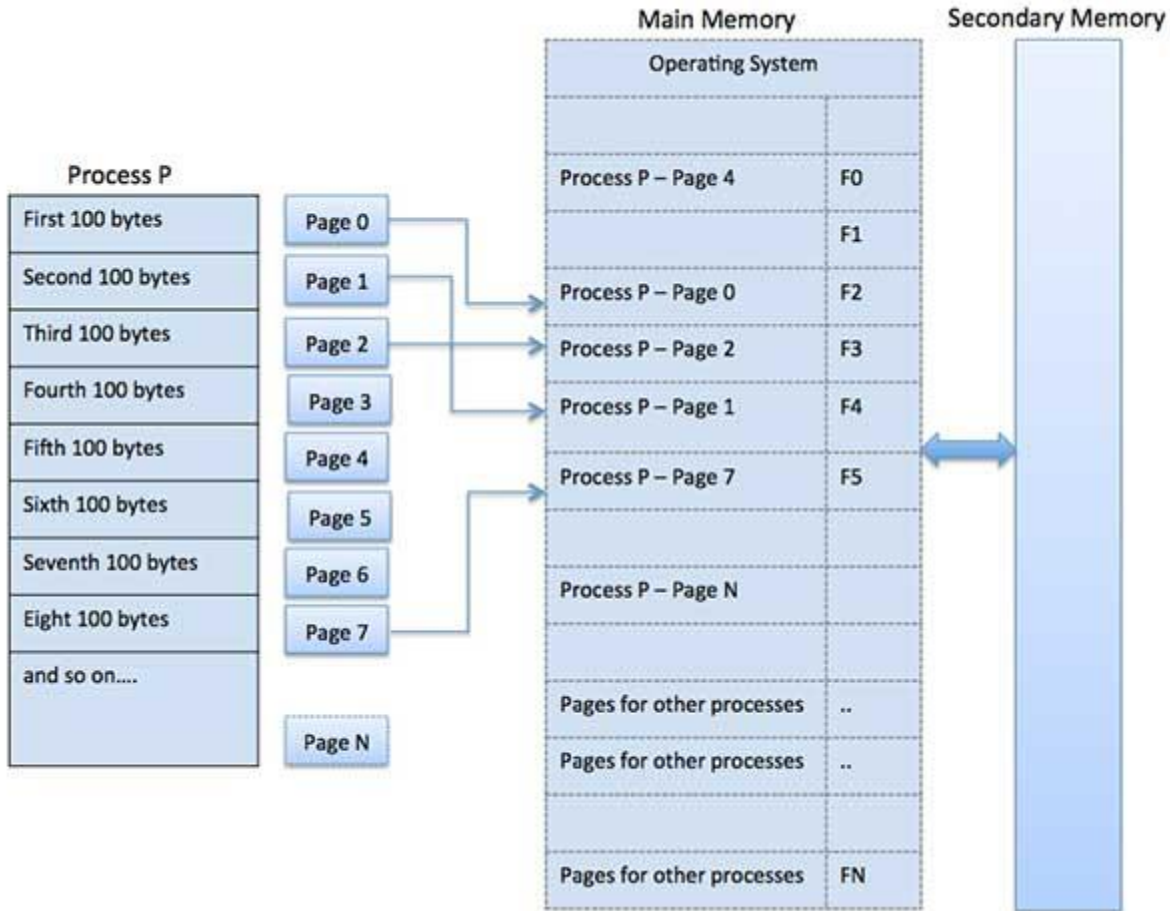 Main Memory
Secondary Memory
Operating System
Process P
First 100 bytes
Second 100 bytes
Third 100 bytes
Fourth 100 bytes
Fifth 100 bytes
Sixth 100 bytes
Seventh 100 bytes
Eight 100 bytes
and so on....
Page 0
Page 1
Page 2
Page 3
Page 4
Page 5
Page 6
Page 7
Page N
Process P – Page 4 F0
F1
Process P – Page 0 F2
Process P – Page 2 F3
Process P – Page 1 F4
Process P – Page 7 F5
Process P – Page N
Pages for other processes ..
Pages for other processes ..
Pages for other processes FN